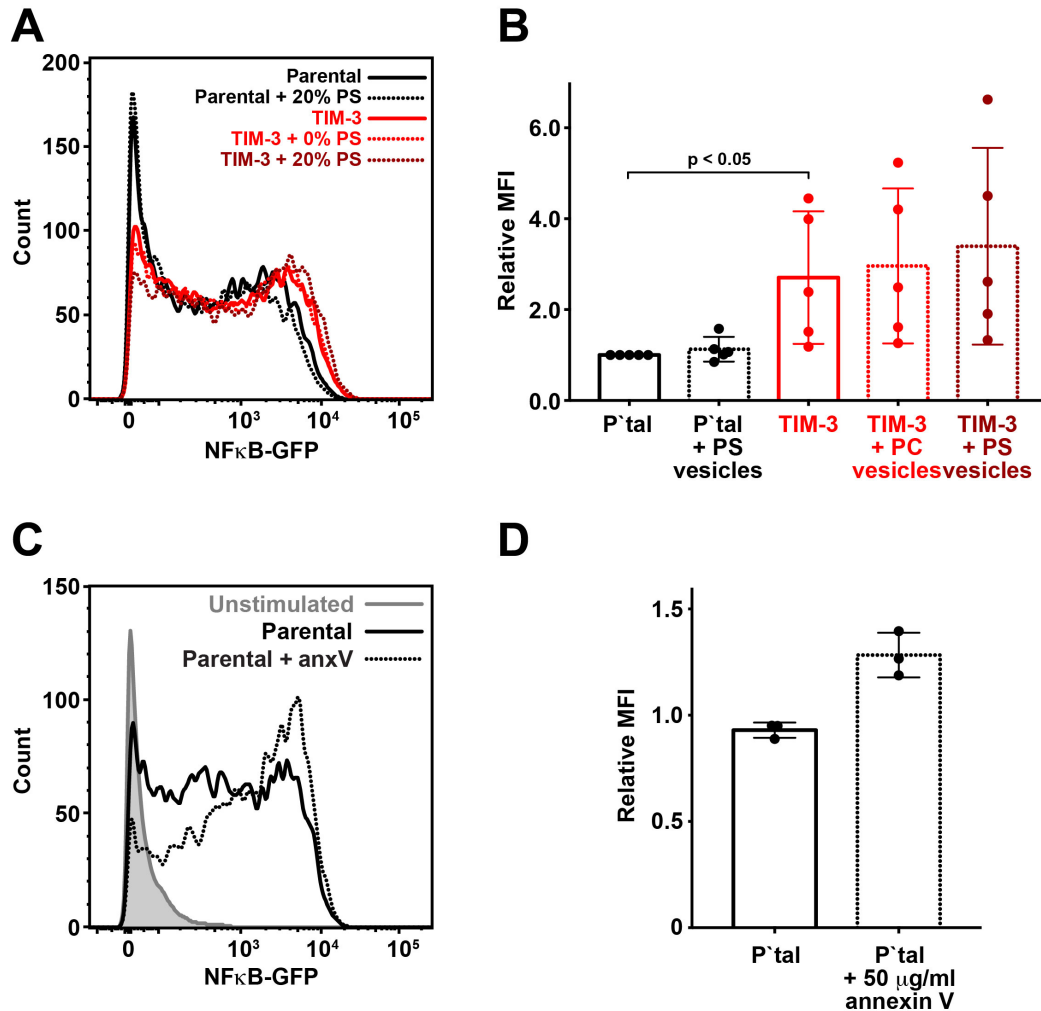 A
200
150
100
50
0
Count
Parental
Parental + 20% PS
TIM-3
TIM-3 + 0% PS
TIM-3 + 20% PS
0
10³
10⁴
10⁵
NFκB-GFP
B
6.0
4.0
2.0
0.0
Relative MFI
p < 0.05
P`tal
P`tal
+ PS
vesicles
TIM-3
TIM-3
+ PC
vesicles
TIM-3
+ PS
vesicles
C
150
100
50
0
Count
Unstimulated
Parental
Parental + anxV
0
10³
10⁴
10⁵
NFκB-GFP
D
1.5
1.0
0.5
0
Relative MFI
P`tal
P`tal
+ 50 μg/ml
annexin V